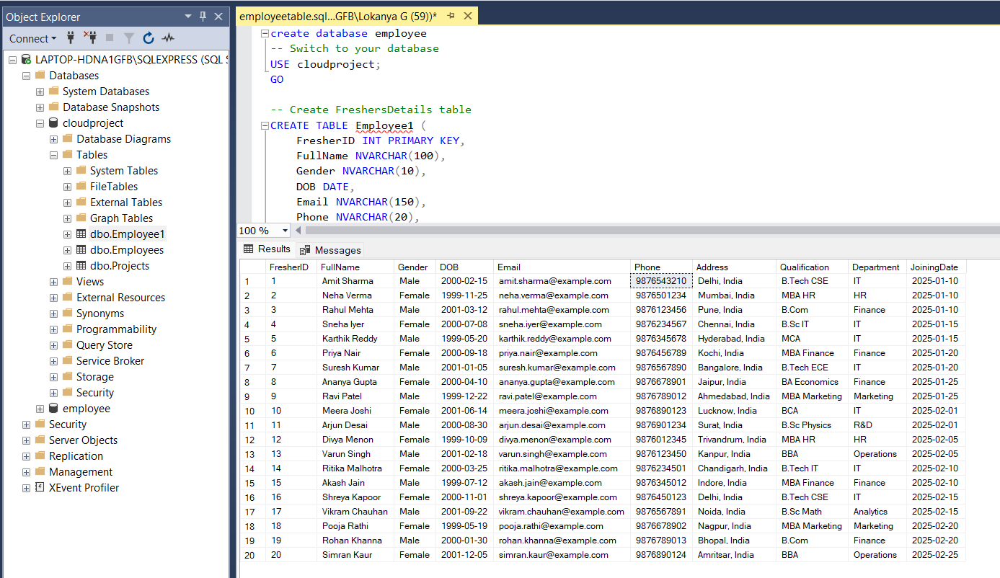 Object Explorer
Connect
LAPTOP-HDNA1GFB\SQLEXPRESS (SQL S
Databases
System Databases
Database Snapshots
cloudproject
Database Diagrams
Tables
System Tables
FileTables
External Tables
Graph Tables
dbo.Employee1
dbo.Employees
dbo.Projects
Views
External Resources
Synonyms
Programmability
Query Store
Service Broker
Storage
Security
employee
Security
Server Objects
Replication
Management
XEvent Profiler
employeetable.sql...GFB\Lokanya G (59))*
create database employee
-- Switch to your database
USE cloudproject;
GO
-- Create FreshersDetails table
CREATE TABLE Employee1 (
FresherID INT PRIMARY KEY,
FullName NVARCHAR(100),
Gender NVARCHAR(10),
DOB DATE,
Email NVARCHAR(150),
Phone NVARCHAR(20),
100 %
Results Messages
FresherID FullName Gender DOB Email Phone Address Qualification Department JoiningDate
1 1 Amit Sharma Male 2000-02-15 amit.sharma@example.com 9876543210 Delhi, India B.Tech CSE IT 2025-01-10
2 2 Neha Verma Female 1999-11-25 neha.verma@example.com 9876501234 Mumbai, India MBA HR HR 2025-01-10
3 3 Rahul Mehta Male 2001-03-12 rahul.mehta@example.com 9876123456 Pune, India B.Com Finance 2025-01-10
4 4 Sneha Iyer Female 2000-07-08 sneha.iyer@example.com 9876234567 Chennai, India B.Sc IT IT 2025-01-15
5 5 Karthik Reddy Male 1999-05-20 karthik.reddy@example.com 9876345678 Hyderabad, India MCA IT 2025-01-15
6 6 Priya Nair Female 2000-09-18 priya.nair@example.com 9876456789 Kochi, India MBA Finance Finance 2025-01-20
7 7 Suresh Kumar Male 2001-01-05 suresh.kumar@example.com 9876567890 Bangalore, India B.Tech ECE IT 2025-01-20
8 8 Ananya Gupta Female 2000-04-10 ananya.gupta@example.com 9876678901 Jaipur, India BA Economics Finance 2025-01-25
9 9 Ravi Patel Male 1999-12-22 ravi.patel@example.com 9876789012 Ahmedabad, India MBA Marketing Marketing 2025-01-25
10 10 Meera Joshi Female 2001-06-14 meera.joshi@example.com 9876890123 Lucknow, India BCA IT 2025-02-01
11 11 Arjun Desai Male 2000-08-30 arjun.desai@example.com 9876901234 Surat, India B.Sc Physics R&D 2025-02-01
12 12 Divya Menon Female 1999-10-09 divya.menon@example.com 9876012345 Trivandrum, India MBA HR HR 2025-02-05
13 13 Varun Singh Male 2001-02-18 varun.singh@example.com 9876123450 Kanpur, India BBA Operations 2025-02-05
14 14 Ritika Malhotra Female 2000-03-25 ritika.malhotra@example.com 9876234501 Chandigarh, India B.Tech IT IT 2025-02-10
15 15 Akash Jain Male 1999-07-12 akash.jain@example.com 9876345012 Indore, India MBA Finance Finance 2025-02-10
16 16 Shreya Kapoor Female 2000-11-01 shreya.kapoor@example.com 9876450123 Delhi, India B.Tech CSE IT 2025-02-15
17 17 Vikram Chauhan Male 2001-09-22 vikram.chauhan@example.com 9876567891 Noida, India B.Sc Math Analytics 2025-02-15
18 18 Pooja Rathi Female 1999-05-19 pooja.rathi@example.com 9876678902 Nagpur, India MBA Marketing Marketing 2025-02-20
19 19 Rohan Khanna Male 2000-01-30 rohan.khanna@example.com 9876789013 Bhopal, India B.Com Finance 2025-02-20
20 20 Simran Kaur Female 2001-12-05 simran.kaur@example.com 9876890124 Amritsar, India BBA Operations 2025-02-25